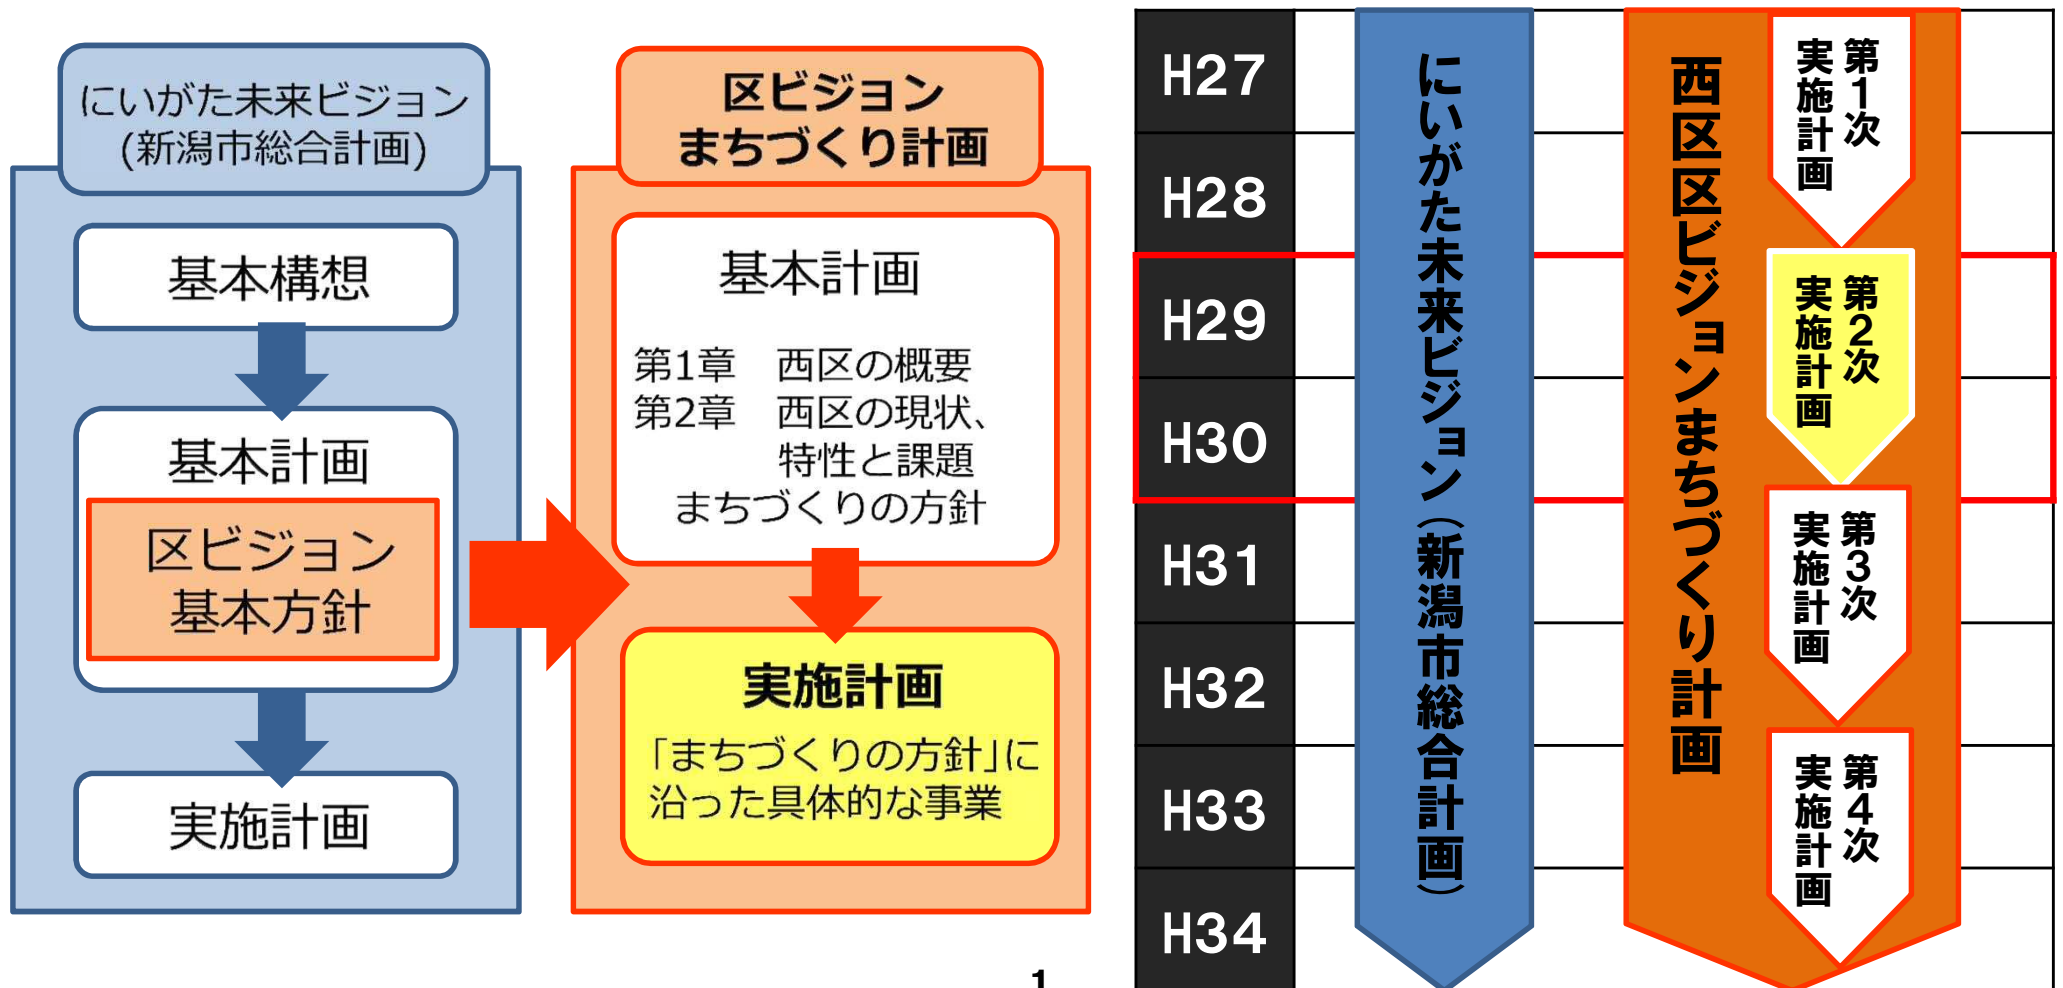 にいがた未来ビジョン
(新潟市総合計画)
基本構想
基本計画
区ビジョン
基本方針
実施計画
区ビジョン
まちづくり計画
基本計画
第1章　西区の概要
第2章　西区の現状、
特性と課題
まちづくりの方針
実施計画
「まちづくりの方針」に
沿った具体的な事業
1
H27
H28
H29
H30
H31
H32
H33
H34
にいがた未来ビジョン（新潟市総合計画）
西区区ビジョンまちづくり計画
第1次
実施計画
第2次
実施計画
第3次
実施計画
第4次
実施計画